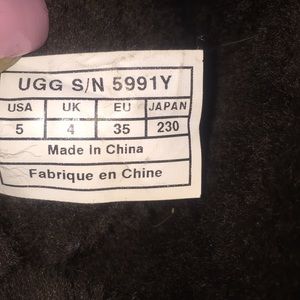 UGG S/N 5991Y
USA UK EU JAPAN
5 4 35 230
Made in China
Fabrique en Chine